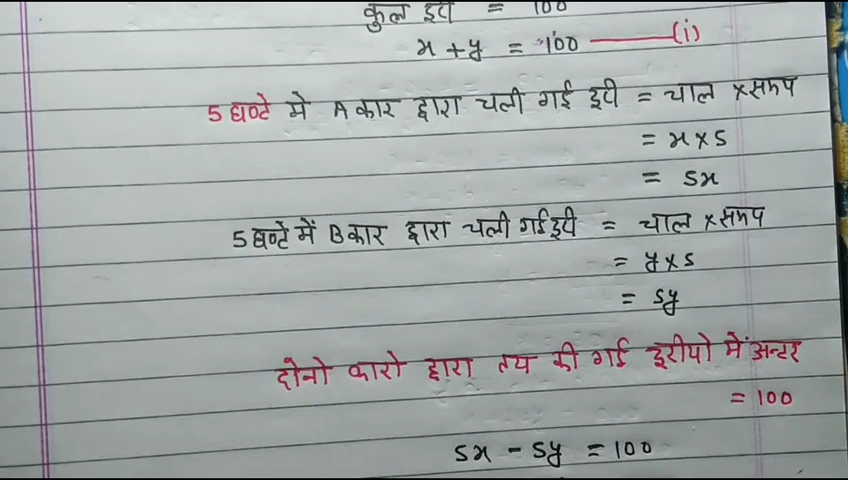 कुल दूरी = 100
x + y = 100 ——— (i)
5 घण्टे में A कार द्वारा चली गई दूरी = चाल × समय
= x × 5
= 5x
5 घण्टे में B कार द्वारा चली गई दूरी = चाल × समय
= y × 5
= 5y
दोनो कारो द्वारा तय की गई दूरीयो में अन्तर
= 100
5x - 5y = 100